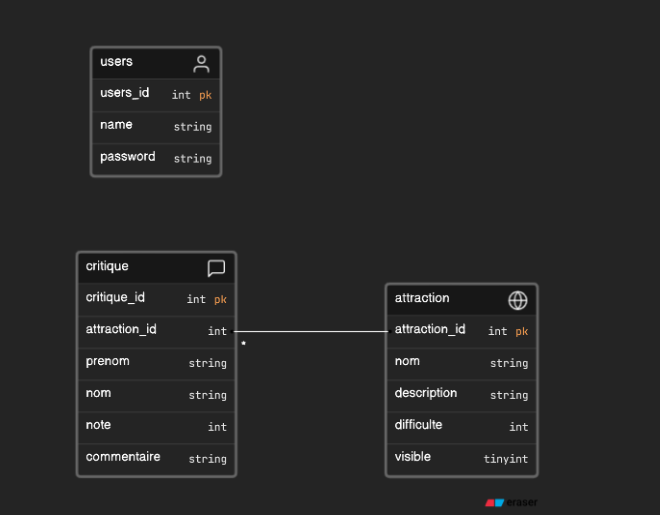 users
users_id int pk
name string
password string
critique
critique_id int pk
attraction_id int
*
prenom string
nom string
note int
commentaire string
attraction
attraction_id int pk
nom string
description string
difficulte int
visible tinyint
eraser